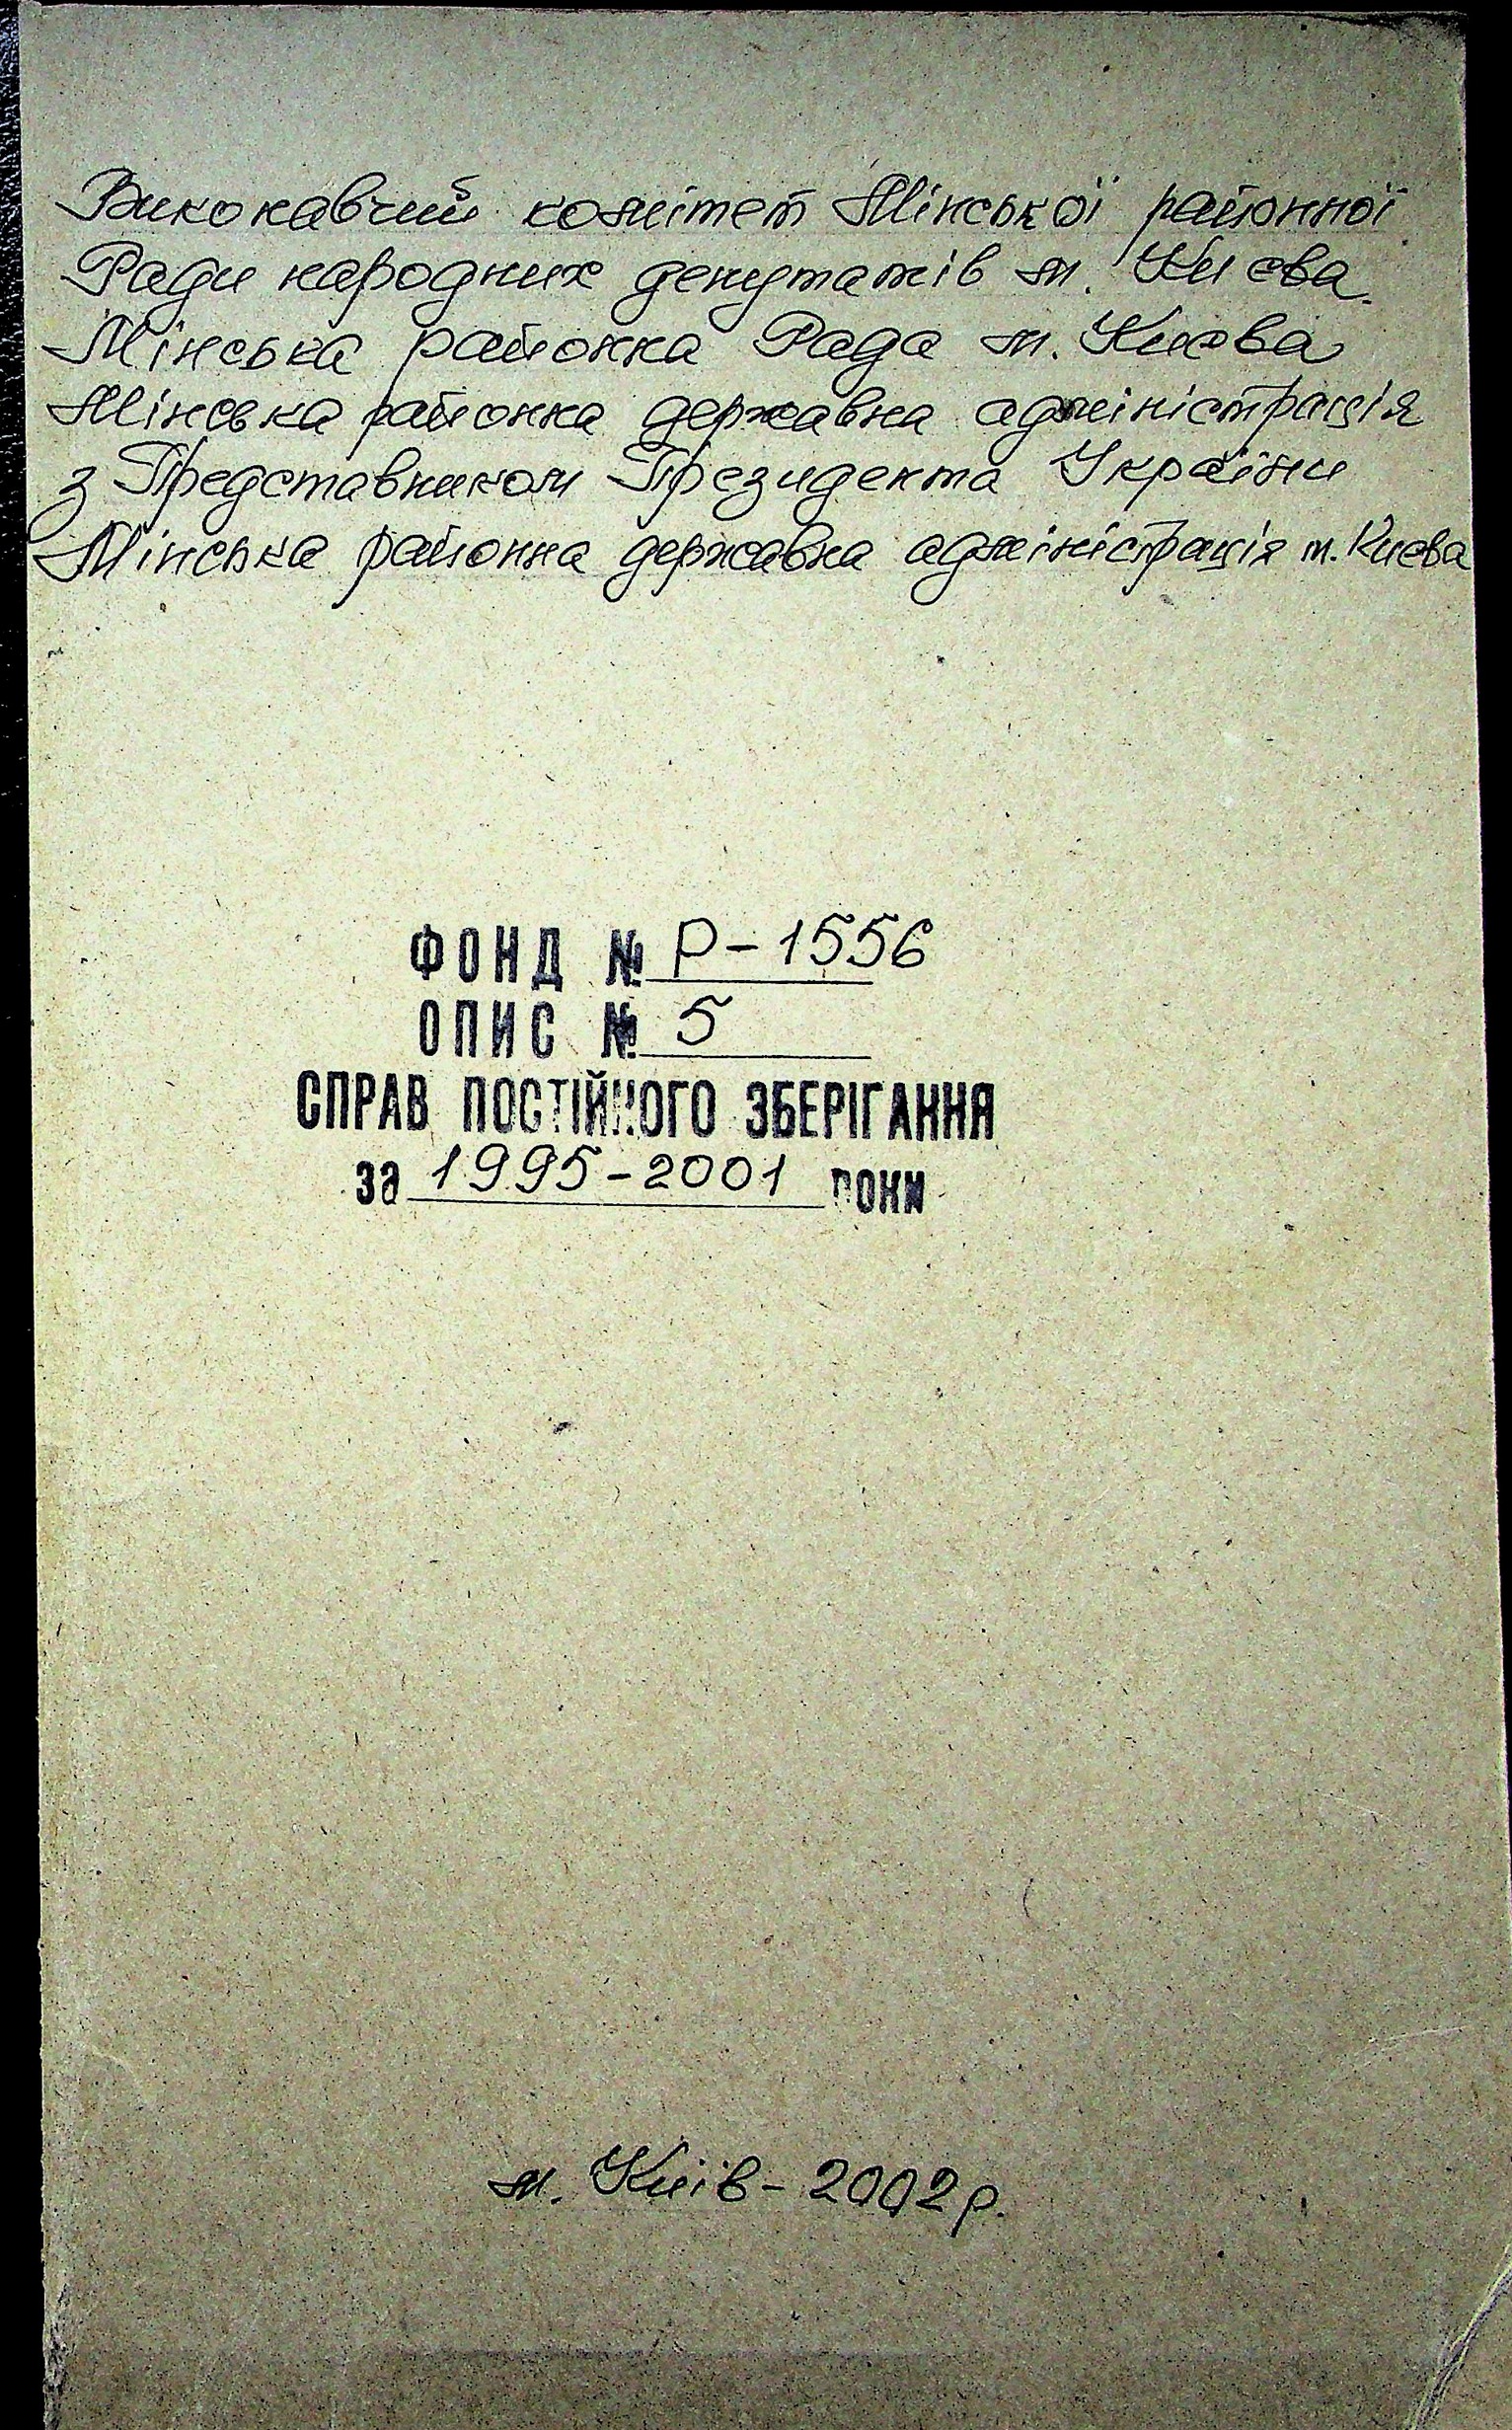 Виконавчий комітет Мінської районної
Ради народних депутатів м. Києва.
Мінська районна Рада м. Києва
Мінська районна державна адміністрація
з Представником Президента України
Мінська районна державна адміністрація м. Києва
ФОНД № Р-1556
ОПИС № 5
СПРАВ ПОСТІЙНОГО ЗБЕРІГАННЯ
за 1995-2001 роки
м. Київ - 2002 р.